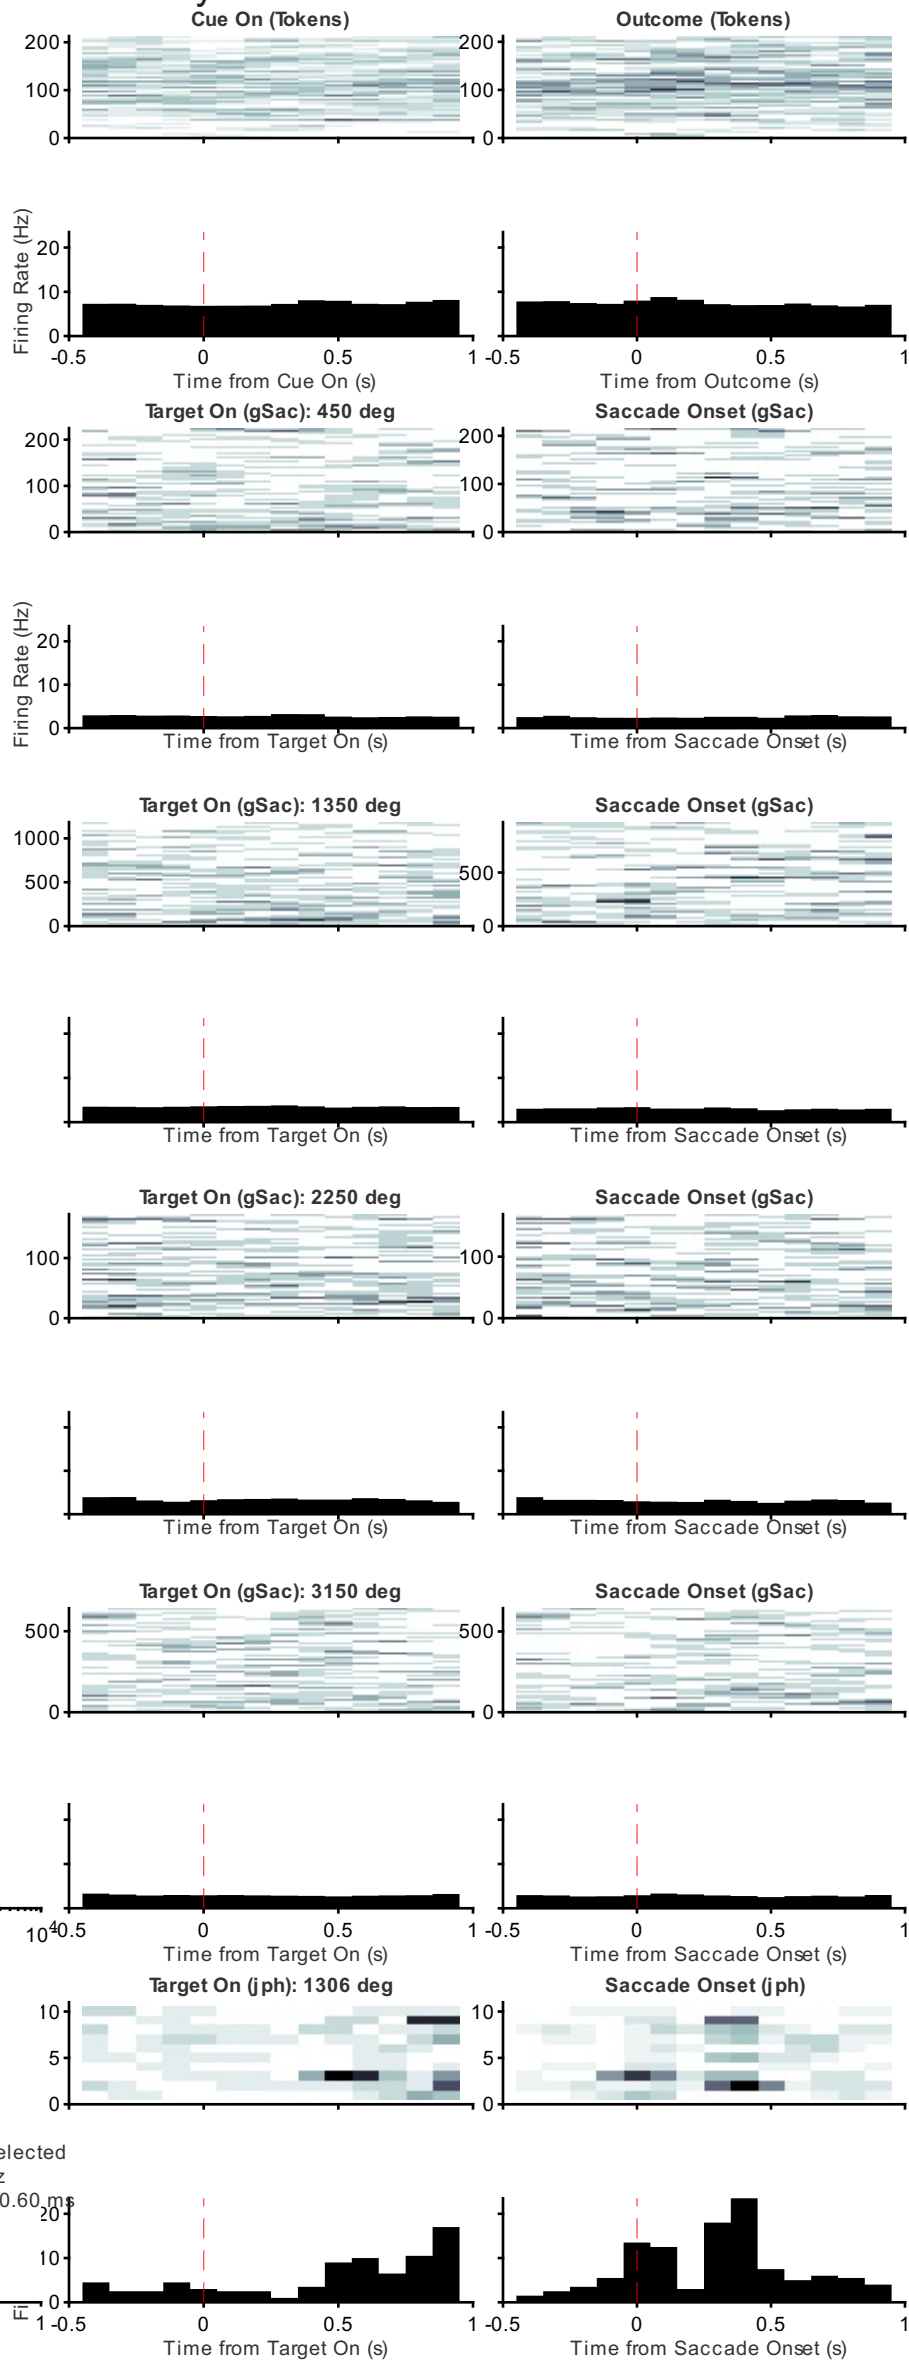 Cue On (Tokens) Outcome (Tokens)
200 200
100 100
0 0
Firing Rate (Hz)
20
10
0
-0.5 0 0.5 1 -0.5 0 0.5 1
Time from Cue On (s) Time from Outcome (s)
Target On (gSac): 450 deg Saccade Onset (gSac)
200 200
100 100
0 0
Firing Rate (Hz)
20
10
0
Time from Target On (s) Time from Saccade Onset (s)
Target On (gSac): 1350 deg Saccade Onset (gSac)
1000
500 500
0 0
Time from Target On (s) Time from Saccade Onset (s)
Target On (gSac): 2250 deg Saccade Onset (gSac)
100 100
0 0
Time from Target On (s) Time from Saccade Onset (s)
Target On (gSac): 3150 deg Saccade Onset (gSac)
500 500
0 0
10⁴ -0.5 0 0.5 1 -0.5 0 0.5 1
Time from Target On (s) Time from Saccade Onset (s)
Target On (jph): 1306 deg Saccade Onset (jph)
10 10
5 5
0 0
elected
z
0.60 ms
20
10
0
Fi
1 -0.5 0 0.5 1 -0.5 0 0.5 1
Time from Target On (s) Time from Saccade Onset (s)